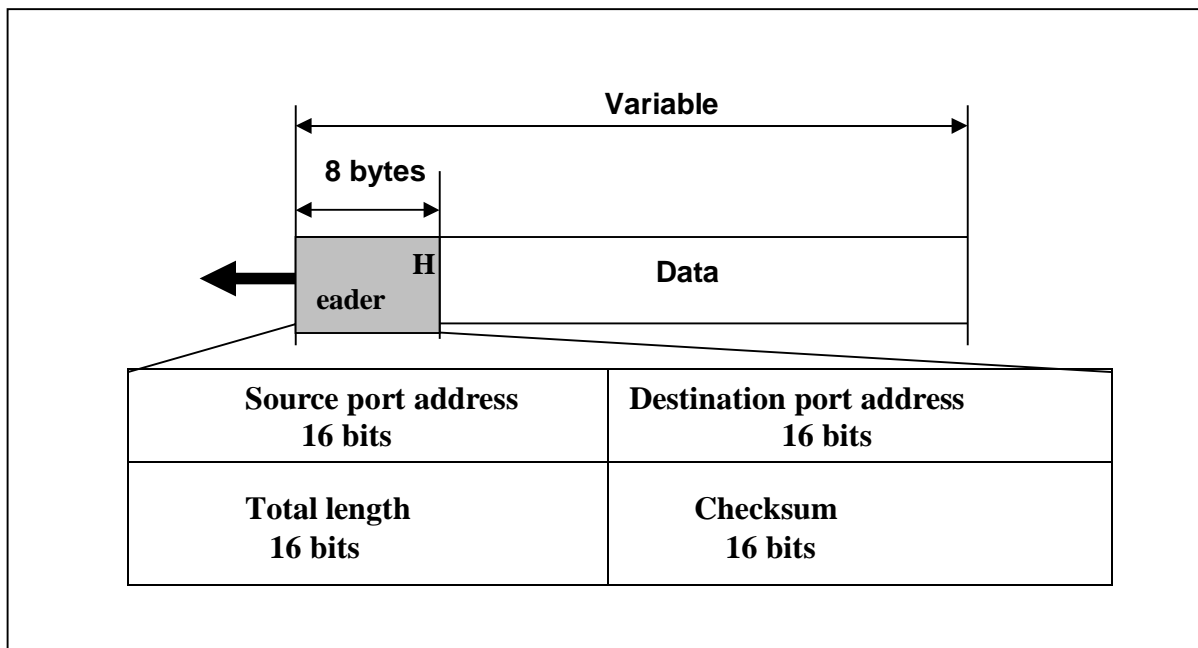 Variable
8 bytes
H
eader
Data
Source port address
16 bits
Destination port address
16 bits
Total length
16 bits
Checksum
16 bits